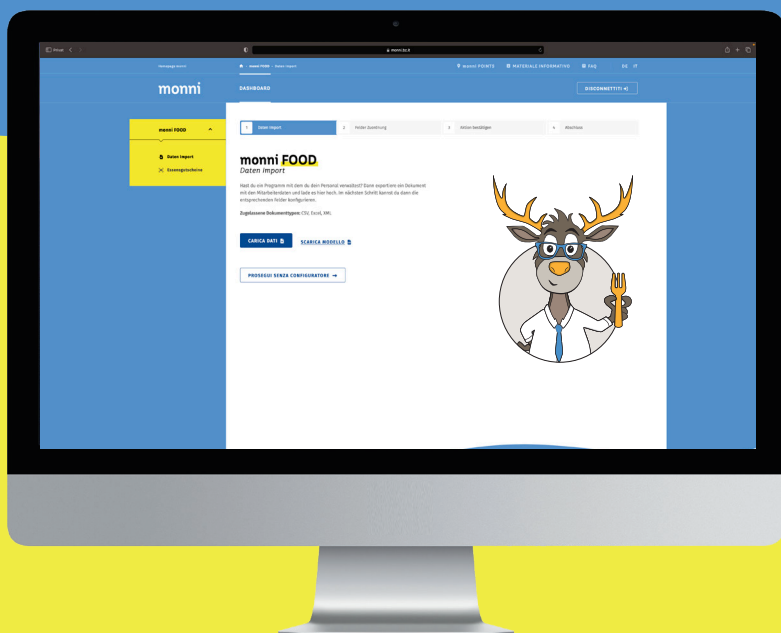 Privat
monni.bz.it
Homepage monni
monni FOOD › Daten Import
monni POINTS
MATERIALE INFORMATIVO
FAQ
DE IT
monni
DASHBOARD
DISCONNETTITI
monni FOOD
Daten Import
Essensgutscheine
1 Daten Import
2 Felder Zuordnung
3 Aktion bestätigen
4 Abschluss
monni FOOD
Daten Import
Hast du ein Programm mit dem du dein Personal verwaltest? Dann exportiere ein Dokument
mit den Mitarbeiterdaten und lade es hier hoch. Im nächsten Schritt kannst du dann die
entsprechenden Felder konfigurieren.
Zugelassene Dokumenttypen: CSV, Excel, XML
CARICA DATI
SCARICA MODELLO
PROSEGUI SENZA CONFIGURATORE →